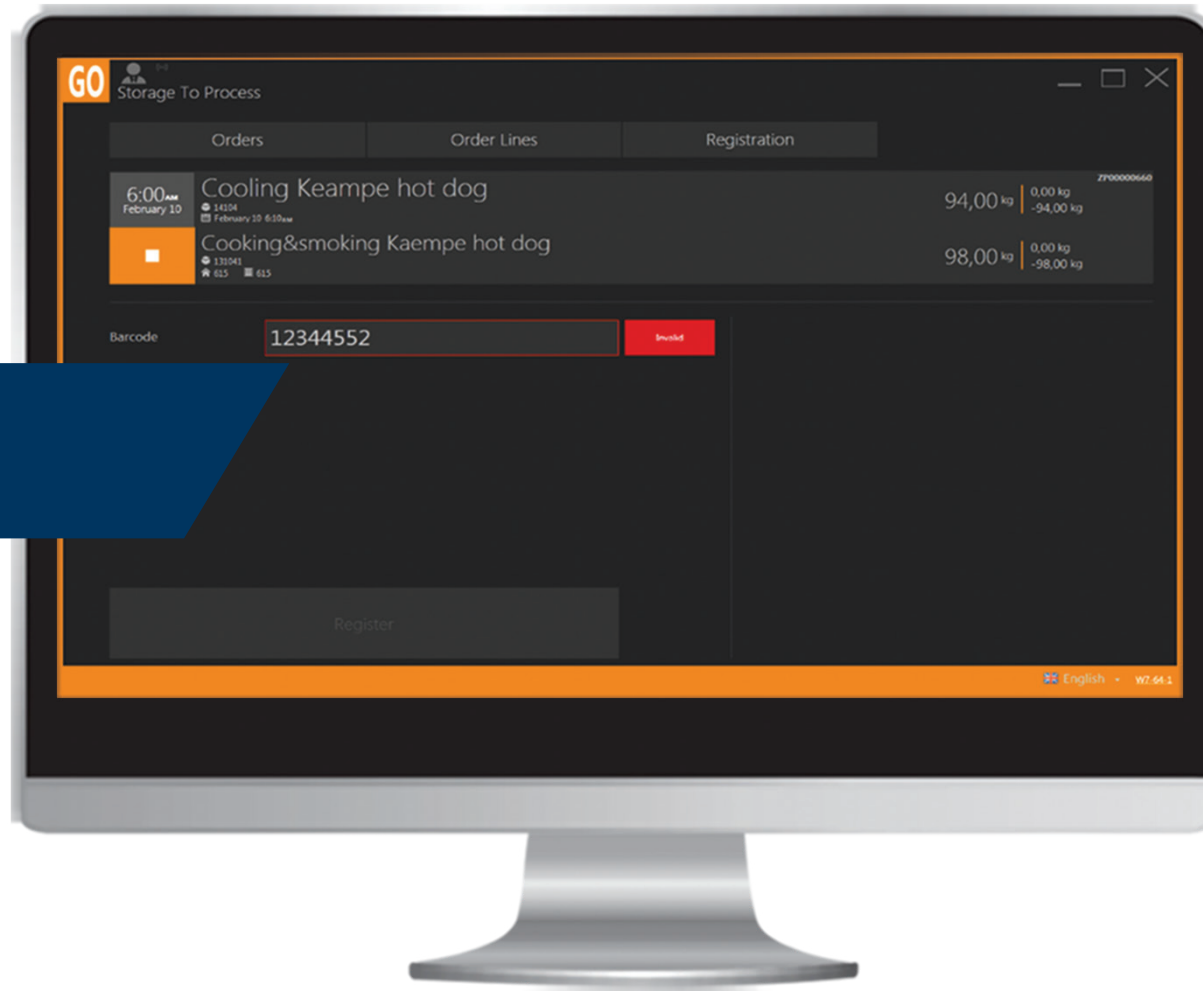 GO
Storage To Process
Orders Order Lines Registration
6:00AM
February 10
Cooling Keampe hot dog
14104
February 10 6:10AM
94,00 kg
0,00 kg
-94,00 kg
ZP00000660
Cooking&smoking Kaempe hot dog
131041
615 615
98,00 kg
0,00 kg
-98,00 kg
Barcode 12344552 Invalid
Register
English W7-64-1